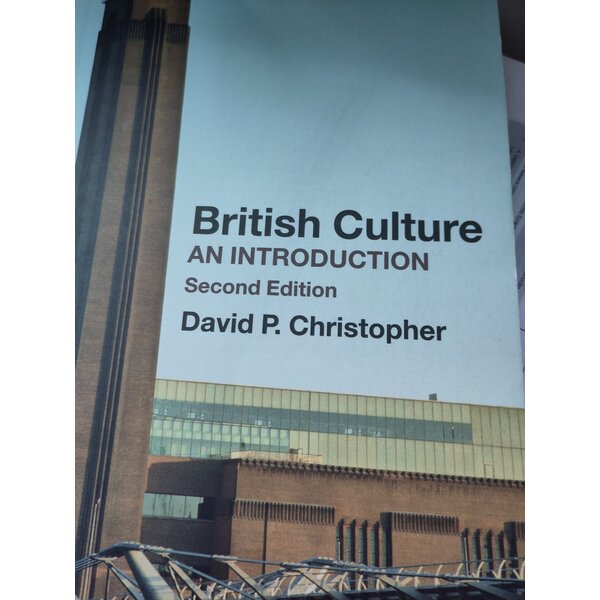 British Culture
AN INTRODUCTION
Second Edition
David P. Christopher